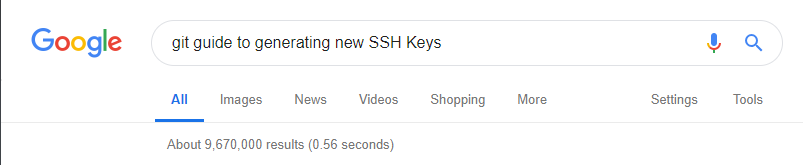 Google
git guide to generating new SSH Keys
All Images News Videos Shopping More Settings Tools
About 9,670,000 results (0.56 seconds)